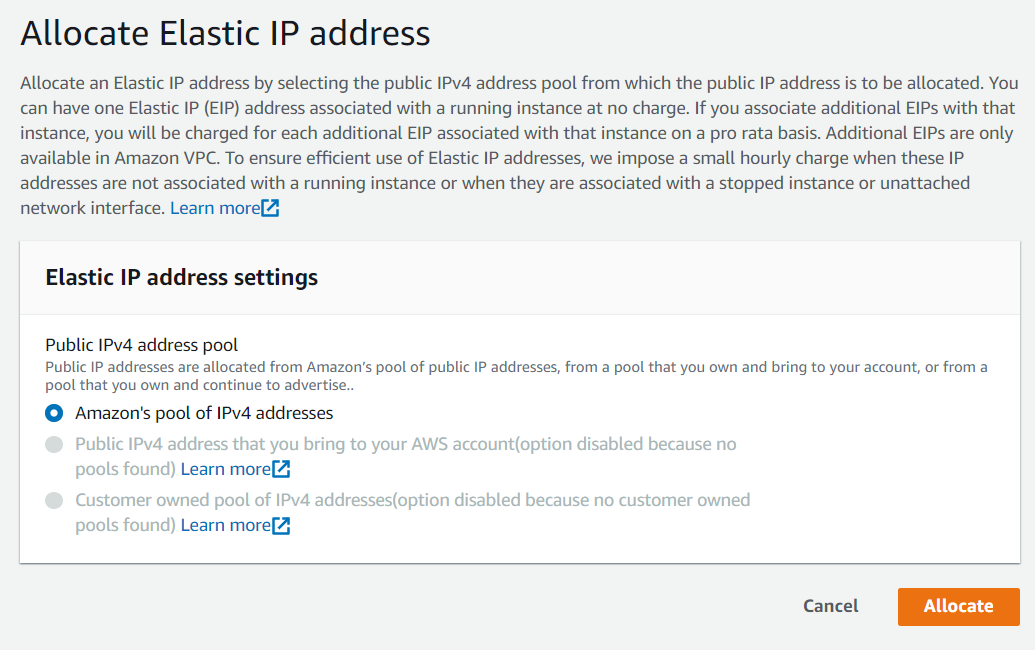 Allocate Elastic IP address
Allocate an Elastic IP address by selecting the public IPv4 address pool from which the public IP address is to be allocated. You
can have one Elastic IP (EIP) address associated with a running instance at no charge. If you associate additional EIPs with that
instance, you will be charged for each additional EIP associated with that instance on a pro rata basis. Additional EIPs are only
available in Amazon VPC. To ensure efficient use of Elastic IP addresses, we impose a small hourly charge when these IP
addresses are not associated with a running instance or when they are associated with a stopped instance or unattached
network interface. Learn more
Elastic IP address settings
Public IPv4 address pool
Public IP addresses are allocated from Amazon's pool of public IP addresses, from a pool that you own and bring to your account, or from a
pool that you own and continue to advertise..
Amazon's pool of IPv4 addresses
Public IPv4 address that you bring to your AWS account(option disabled because no
pools found) Learn more
Customer owned pool of IPv4 addresses(option disabled because no customer owned
pools found) Learn more
Cancel
Allocate